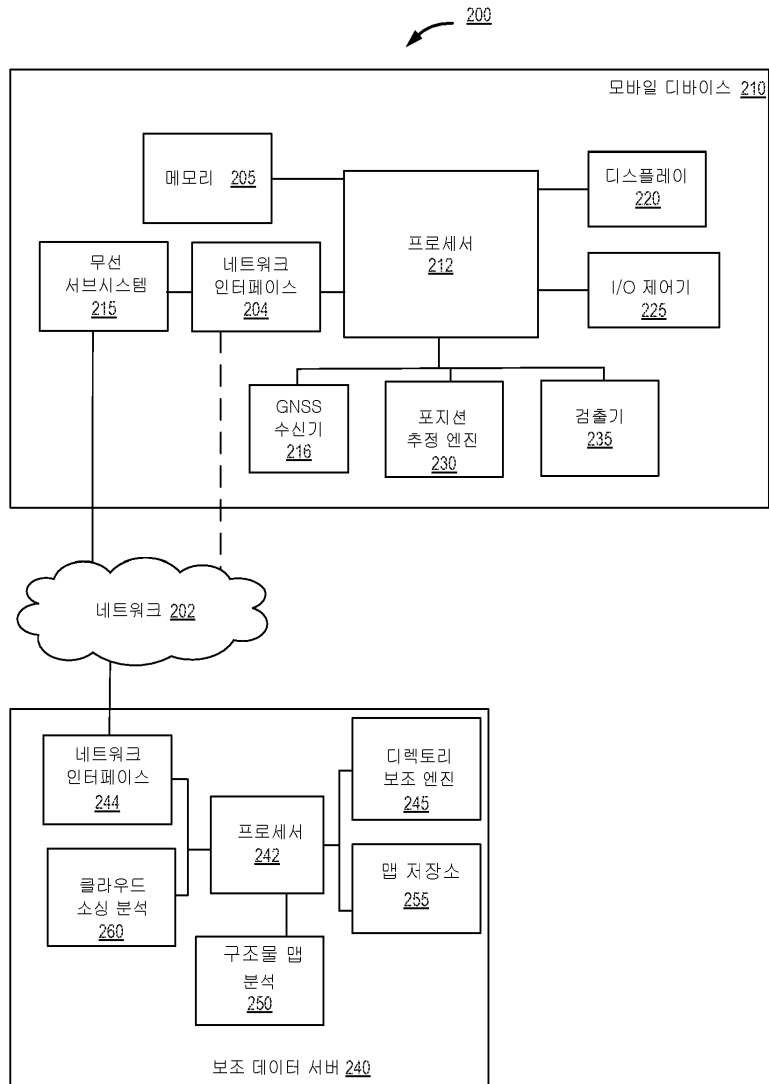 200
모바일 디바이스 210
메모리 205
프로세서
212
디스플레이
220
무선
서브시스템
215
네트워크
인터페이스
204
I/O 제어기
225
GNSS
수신기
216
포지션
추정 엔진
230
검출기
235
네트워크 202
네트워크
인터페이스
244
디렉토리
보조 엔진
245
프로세서
242
클라우드
소싱 분석
260
맵 저장소
255
구조물 맵
분석
250
보조 데이터 서버 240